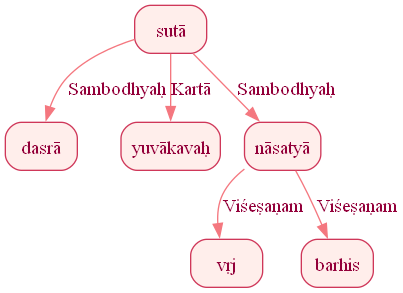 sutā
Sambodhyaḥ Kartā Sambodhyaḥ
dasrā yuvākavaḥ nāsatyā
Viśeṣaṇam Viśeṣaṇam
vṛj barhis